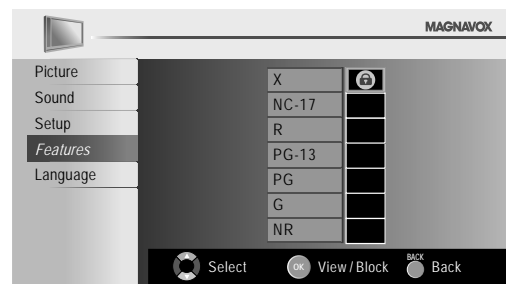 MAGNAVOX
Picture
Sound
Setup
Features
Language
X
NC-17
R
PG-13
PG
G
NR
Select
OK View / Block
BACK Back